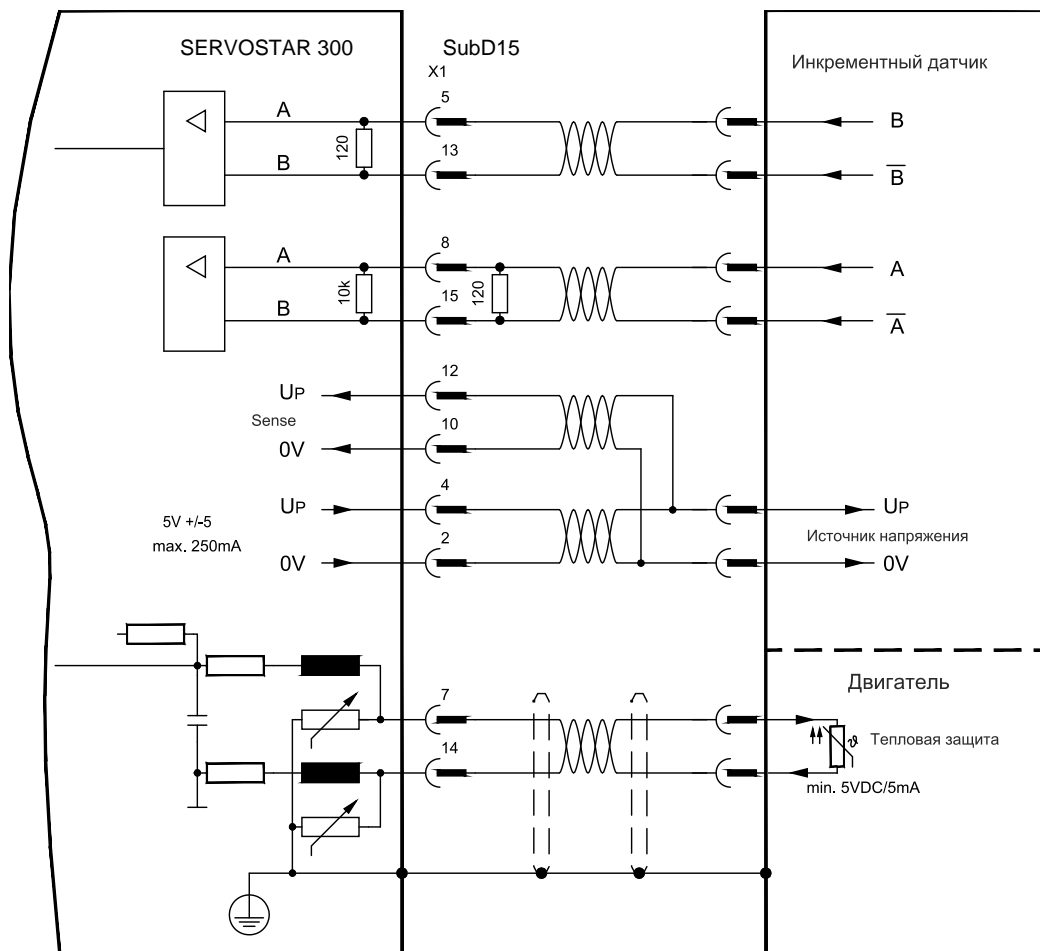 SERVOSTAR 300
SubD15
Инкрементный датчик
X1
5
A
B
120
13
B
B̅
8
A
A
10k
15
120
B
A̅
12
UP
Sense
10
0V
4
UP
UP
5V +/-5
max. 250mA
Источник напряжения
2
0V
0V
Двигатель
7
14
ϑ
Тепловая защита
min. 5VDC/5mA